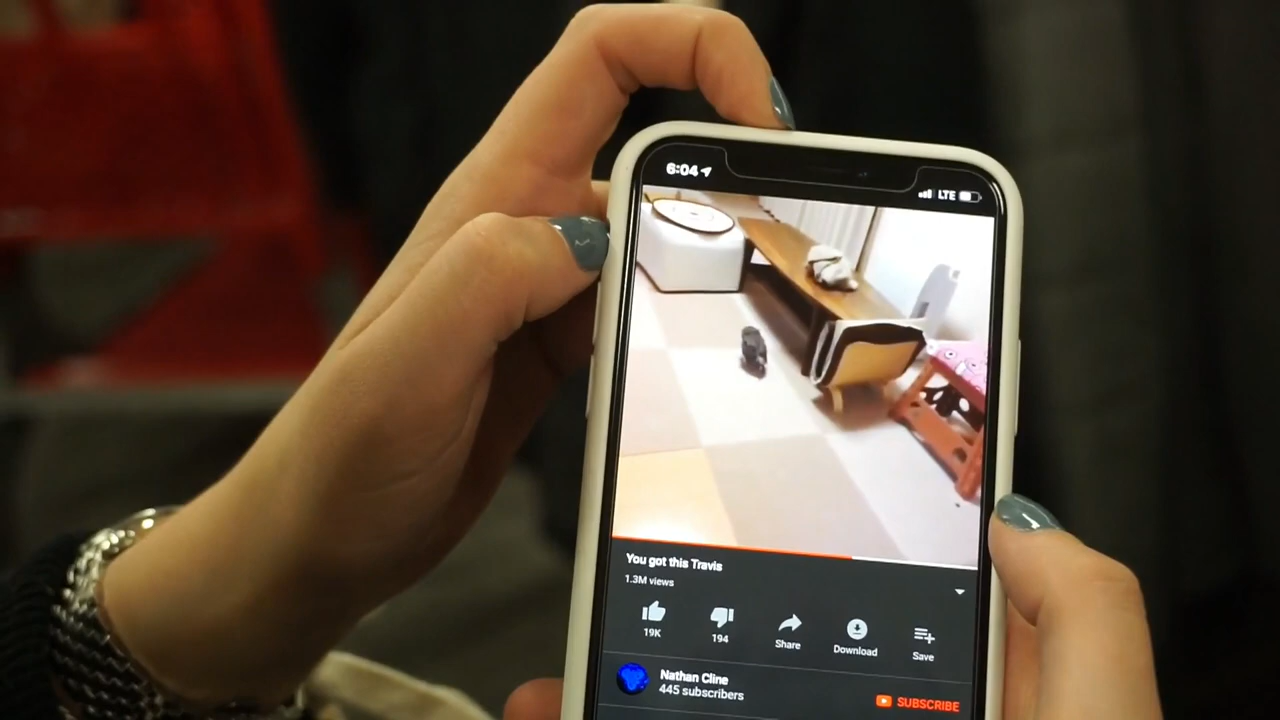 6:04
LTE
You got this Travis
1.3M views
19K
194
Share
Download
Save
Nathan Cline
445 subscribers
SUBSCRIBE